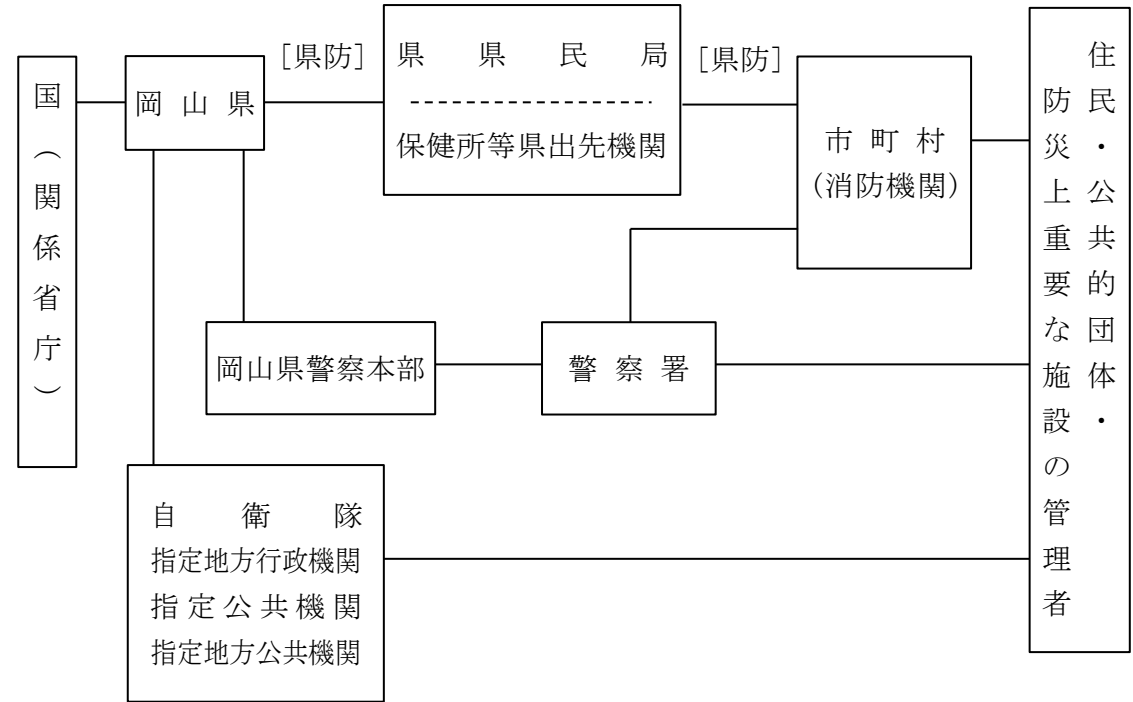 国（関係省庁）
岡山県
［県防］
県県民局
保健所等県出先機関
［県防］
市町村
（消防機関）
住民・公共的団体・
防災上重要な施設の管理者
岡山県警察本部
警察署
自衛隊
指定地方行政機関
指定公共機関
指定地方公共機関